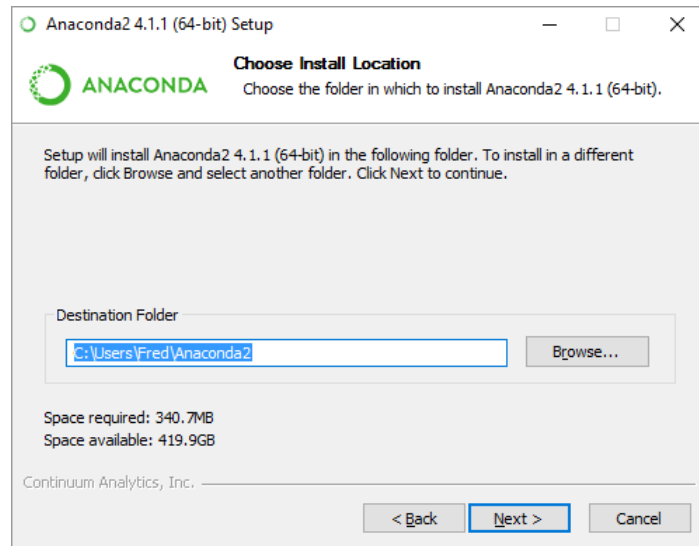 Anaconda2 4.1.1 (64-bit) Setup
ANACONDA
Choose Install Location
Choose the folder in which to install Anaconda2 4.1.1 (64-bit).
Setup will install Anaconda2 4.1.1 (64-bit) in the following folder. To install in a different
folder, click Browse and select another folder. Click Next to continue.
Destination Folder
C:\Users\Fred\Anaconda2
Browse...
Space required: 340.7MB
Space available: 419.9GB
Continuum Analytics, Inc.
< Back
Next >
Cancel